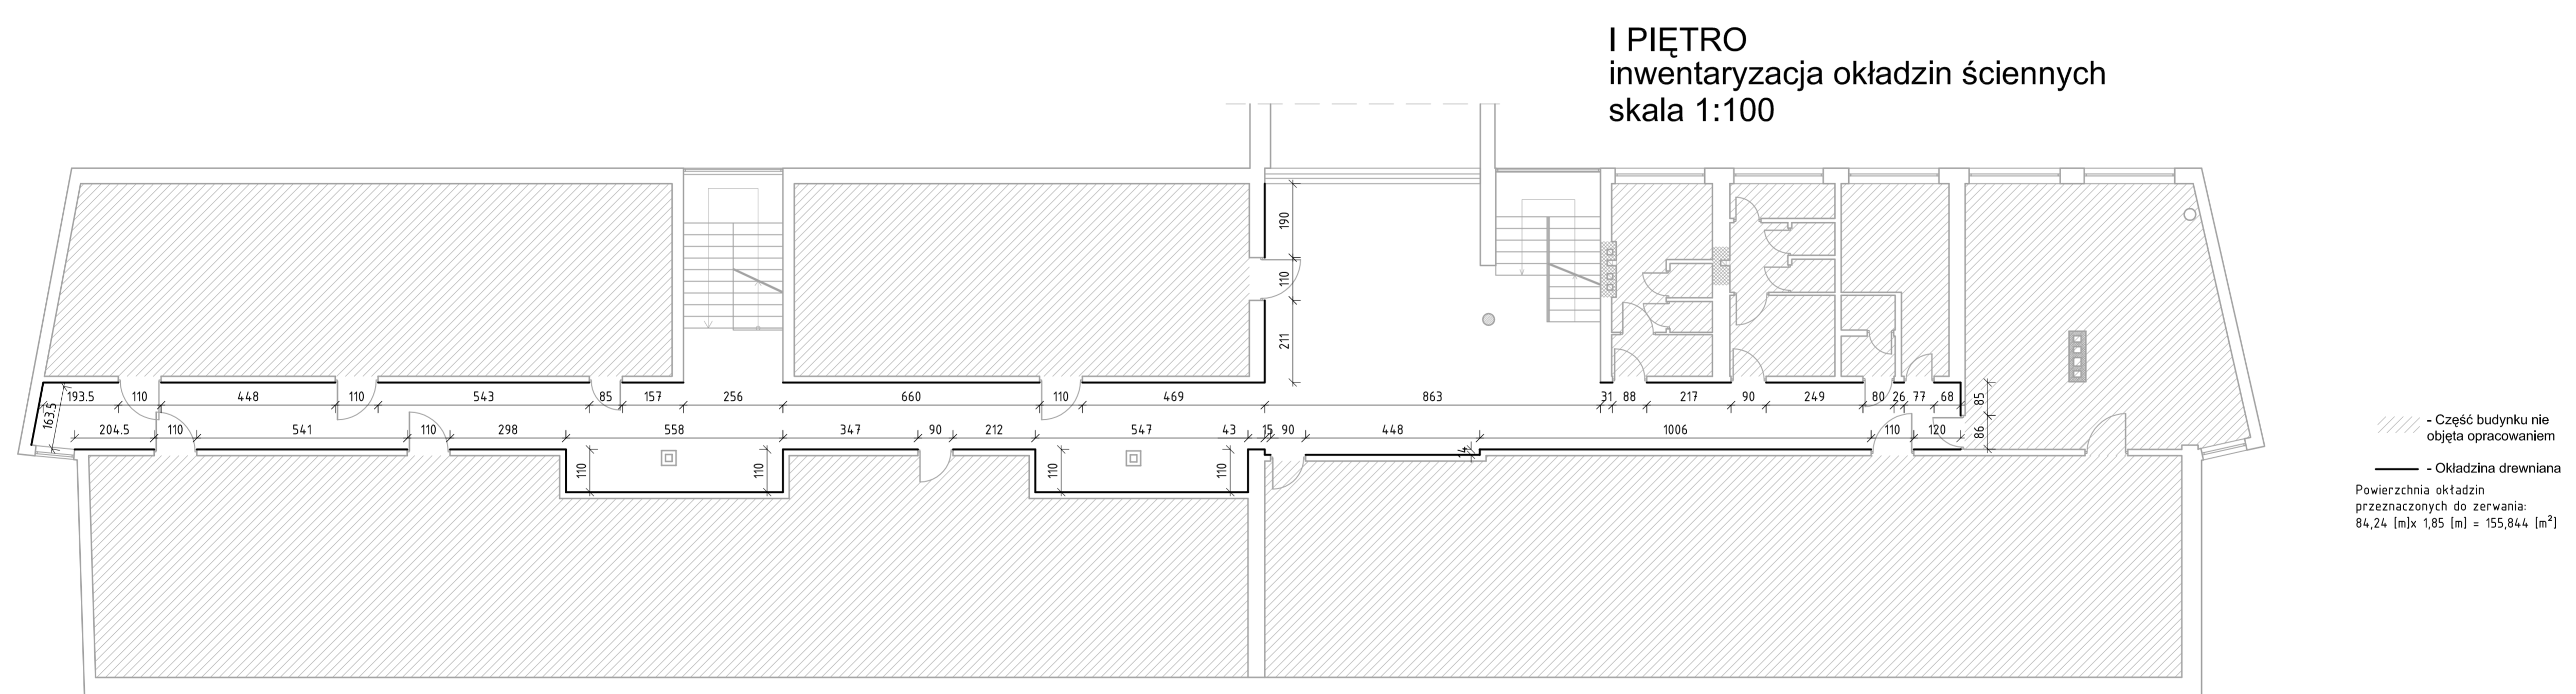 I PIĘTRO
inwentaryzacja okładzin ściennych
skala 1:100
190
110
211
193.5 110 448 110 543 85 157 256 660 110 469 863 31 88 217 90 249 80 26 77 68
163.5
85
86
204.5 110 541 110 298 558 347 90 212 547 43 15 90 448 1006 110 120
110 110 110 110 14
- Część budynku nie
objęta opracowaniem
- Okładzina drewniana
Powierzchnia okładzin
przeznaczonych do zerwania:
84,24 [m]x 1,85 [m] = 155,844 [m²]